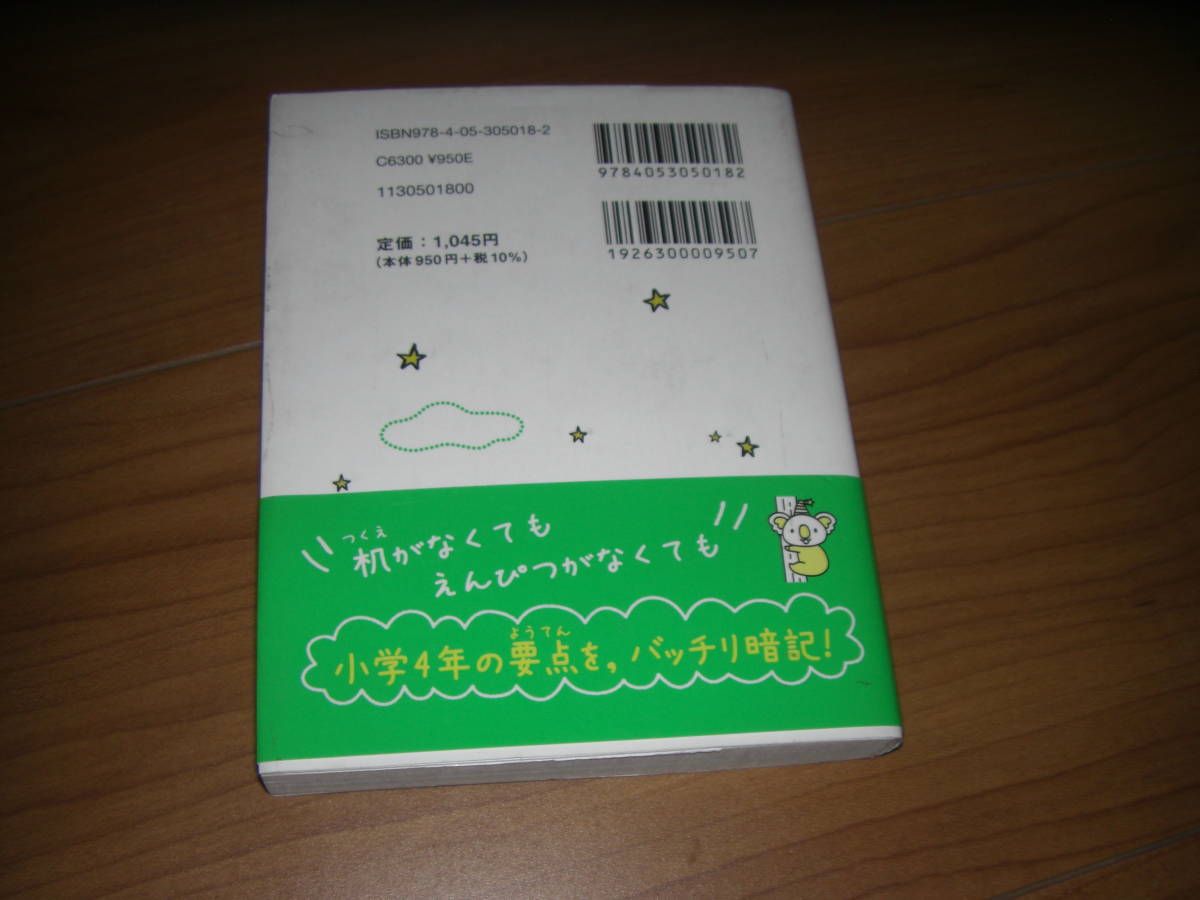 ISBN978-4-05-305018-2
C6300 ¥950E
1130501800
定価：1,045円
（本体950円＋税10%）
9784053050182
1926300009507
つくえ
机がなくても
えんぴつがなくても
ようてん
小学4年の要点を，バッチリ暗記！